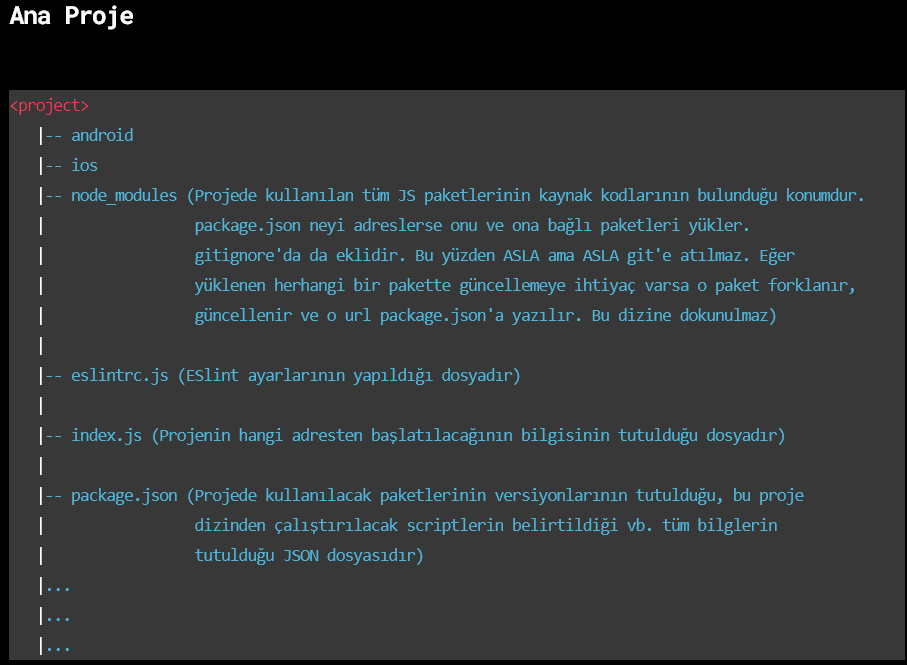 Ana Proje
<project>
|-- android
|-- ios
|-- node_modules (Projede kullanılan tüm JS paketlerinin kaynak kodlarının bulunduğu konumdur.
| package.json neyi adreslerse onu ve ona bağlı paketleri yükler.
| gitignore'da da eklidir. Bu yüzden ASLA ama ASLA git'e atılmaz. Eğer
| yüklenen herhangi bir pakette güncellemeye ihtiyaç varsa o paket forklanır,
| güncellenir ve o url package.json'a yazılır. Bu dizine dokunulmaz)
|
|-- eslintrc.js (ESlint ayarlarının yapıldığı dosyadır)
|
|-- index.js (Projenin hangi adresten başlatılacağının bilgisinin tutulduğu dosyadır)
|
|-- package.json (Projede kullanılacak paketlerinin versiyonlarının tutulduğu, bu proje
| dizinden çalıştırılacak scriptlerin belirtildiği vb. tüm bilglerin
| tutulduğu JSON dosyasıdır)
|...
|...
|...